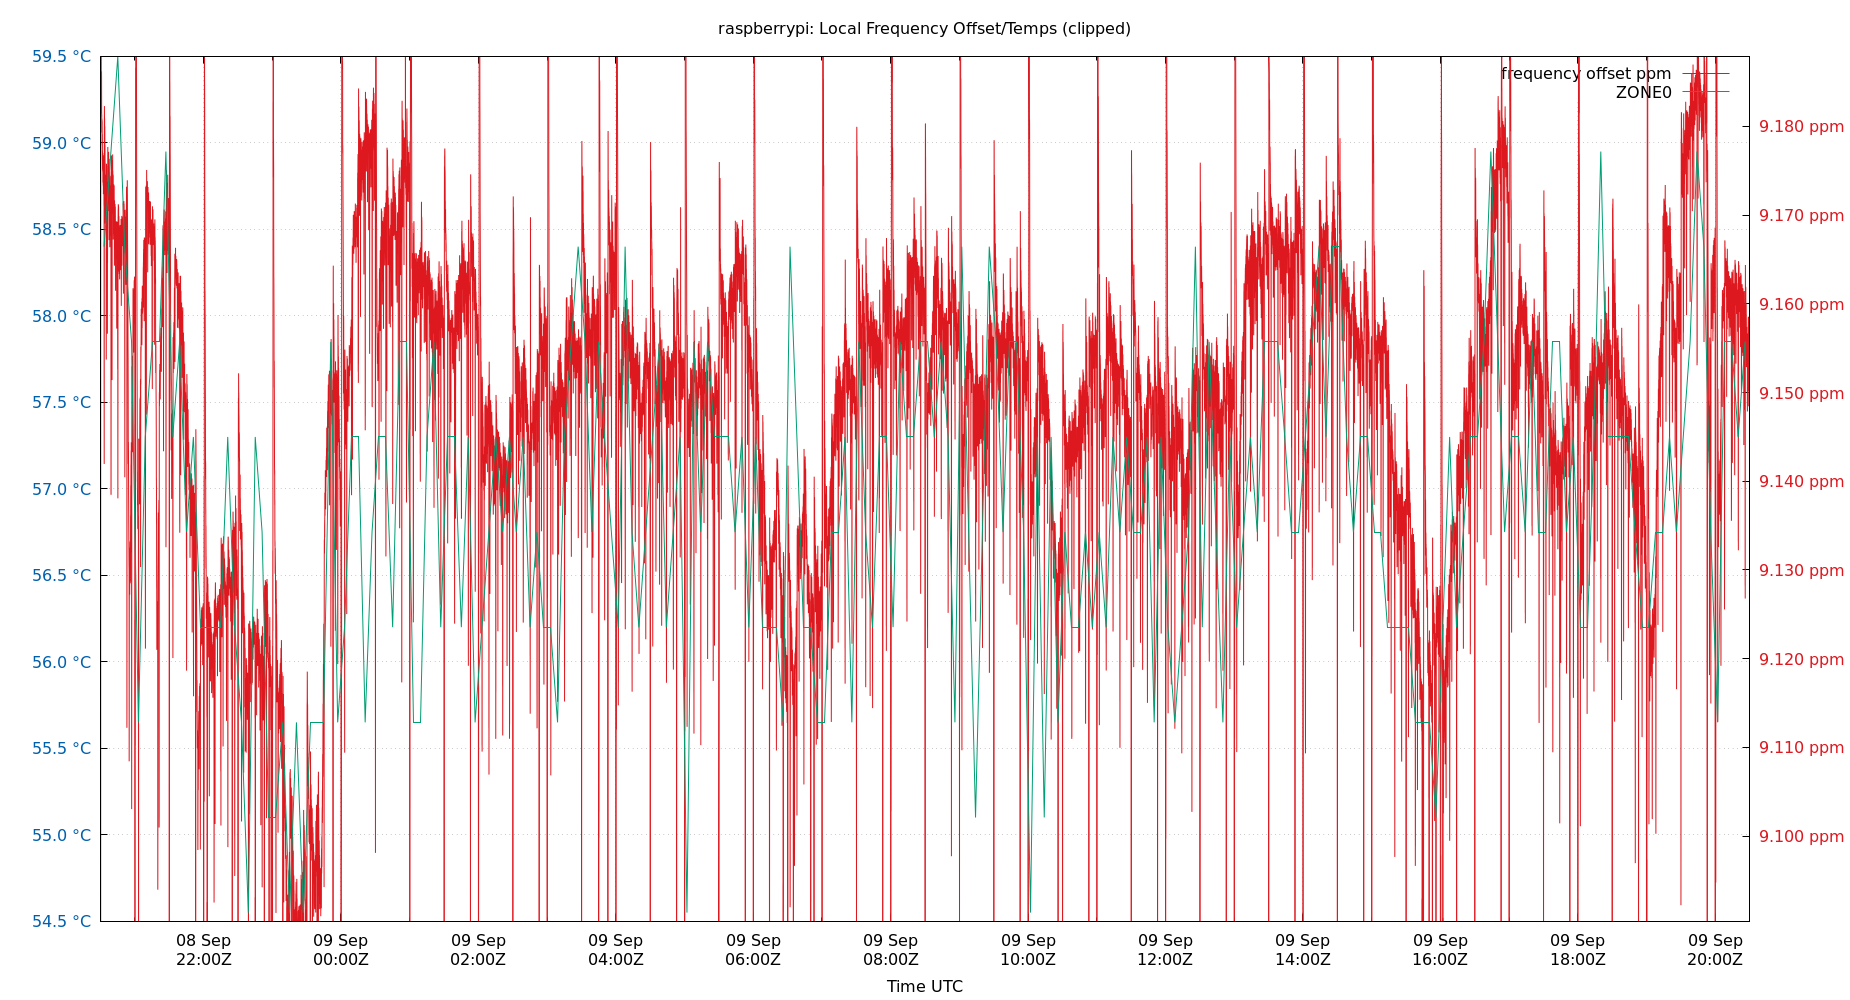 raspberrypi: Local Frequency Offset/Temps (clipped)
frequency offset ppm
ZONE0
59.5 °C
59.0 °C
58.5 °C
58.0 °C
57.5 °C
57.0 °C
56.5 °C
56.0 °C
55.5 °C
55.0 °C
54.5 °C
9.180 ppm
9.170 ppm
9.160 ppm
9.150 ppm
9.140 ppm
9.130 ppm
9.120 ppm
9.110 ppm
9.100 ppm
08 Sep 09 Sep 09 Sep 09 Sep 09 Sep 09 Sep 09 Sep 09 Sep 09 Sep 09 Sep 09 Sep 09 Sep
22:00Z 00:00Z 02:00Z 04:00Z 06:00Z 08:00Z 10:00Z 12:00Z 14:00Z 16:00Z 18:00Z 20:00Z
Time UTC